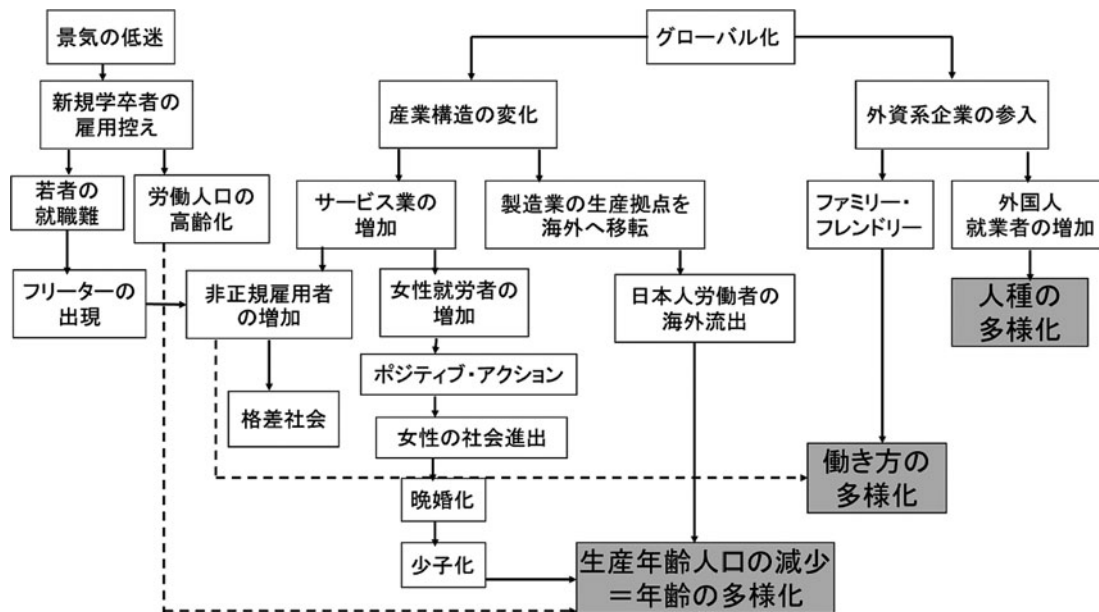 景気の低迷
グローバル化
新規学卒者の
雇用控え
産業構造の変化
外資系企業の参入
若者の
就職難
労働人口の
高齢化
サービス業の
増加
製造業の生産拠点を
海外へ移転
ファミリー・
フレンドリー
外国人
就業者の増加
フリーターの
出現
非正規雇用者
の増加
女性就労者の
増加
日本人労働者の
海外流出
人種の
多様化
ポジティブ・アクション
格差社会
女性の社会進出
働き方の
多様化
晩婚化
少子化
生産年齢人口の減少
＝年齢の多様化